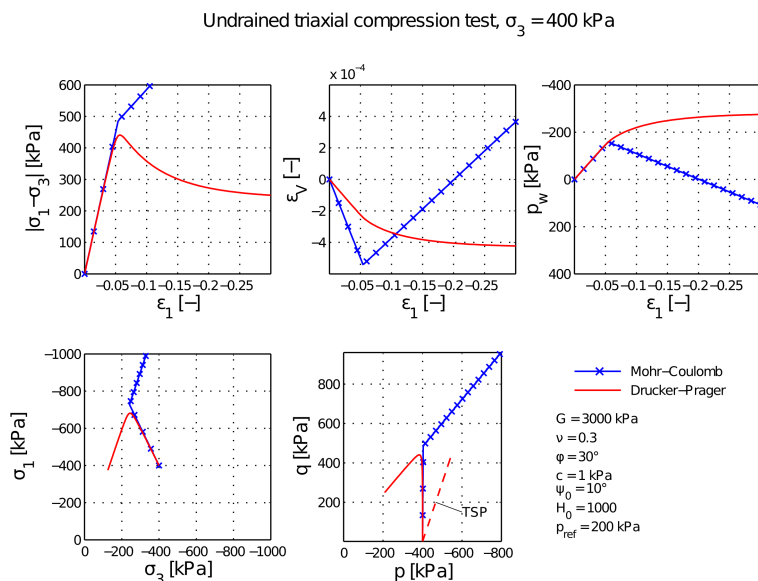 Undrained triaxial compression test, σ3 = 400 kPa
600
500
400
300
200
100
0
−0.05 −0.1 −0.15 −0.2 −0.25
ε1 [−]
|σ1−σ3| [kPa]
x 10−4
4
2
0
−2
−4
−0.05 −0.1 −0.15 −0.2 −0.25
ε1 [−]
εV [−]
−400
−200
0
200
400
−0.05 −0.1 −0.15 −0.2 −0.25
ε1 [−]
pw [kPa]
−1000
−800
−600
−400
−200
0
0 −200 −400 −600 −800 −1000
σ3 [kPa]
σ1 [kPa]
800
600
400
200
0
0 −200 −400 −600 −800
p [kPa]
q [kPa]
TSP
Mohr−Coulomb
Drucker−Prager
G = 3000 kPa
ν = 0.3
φ = 30°
c = 1 kPa
ψ0 = 10°
H0 = 1000
pref = 200 kPa